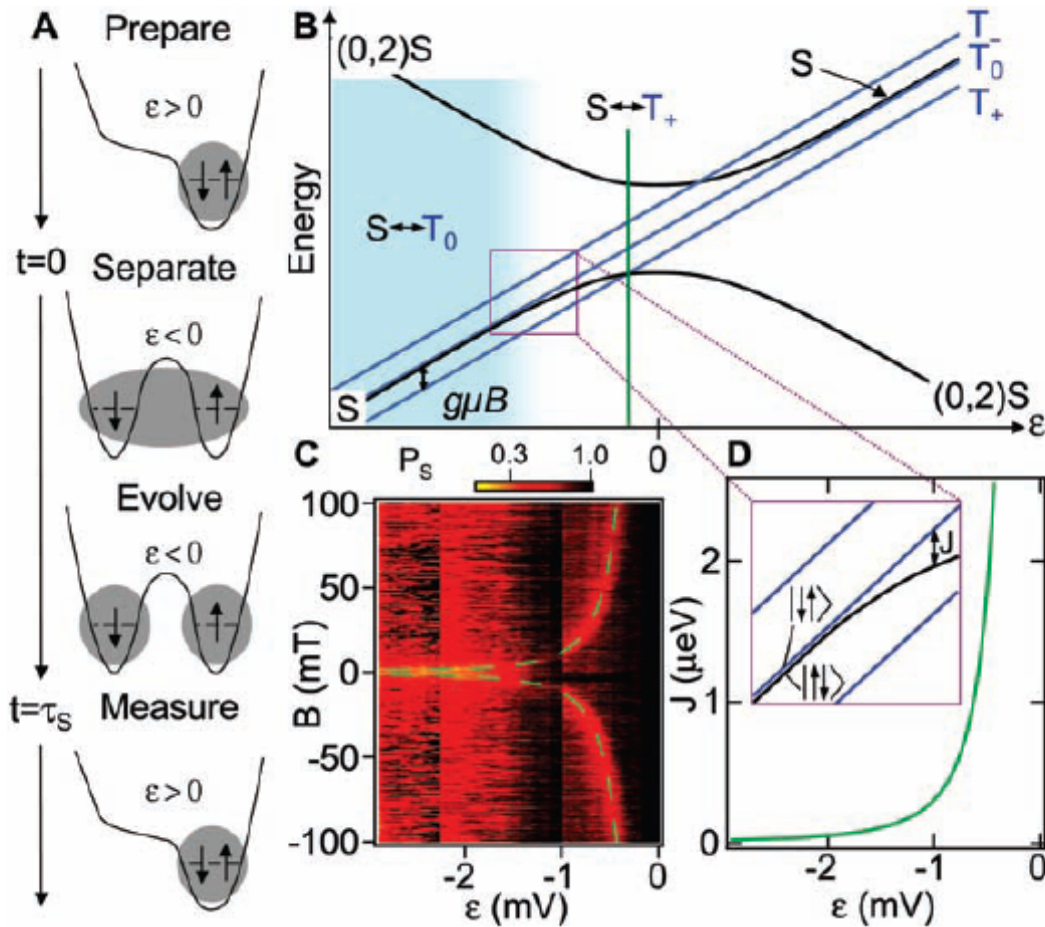 A
Prepare
ε>0
t=0
Separate
ε<0
Evolve
ε<0
t=τS
Measure
ε>0
B
Energy
(0,2)S
S↔T+
S↔T0
S
T-
T0
T+
S
gμB
(0,2)S
ε
0
C
PS
0.3
1.0
B (mT)
100
50
0
-50
-100
-2
-1
0
ε (mV)
D
J (μeV)
2
1
0
J
|↓↑⟩
|↑↓⟩
-2
-1
0
ε (mV)